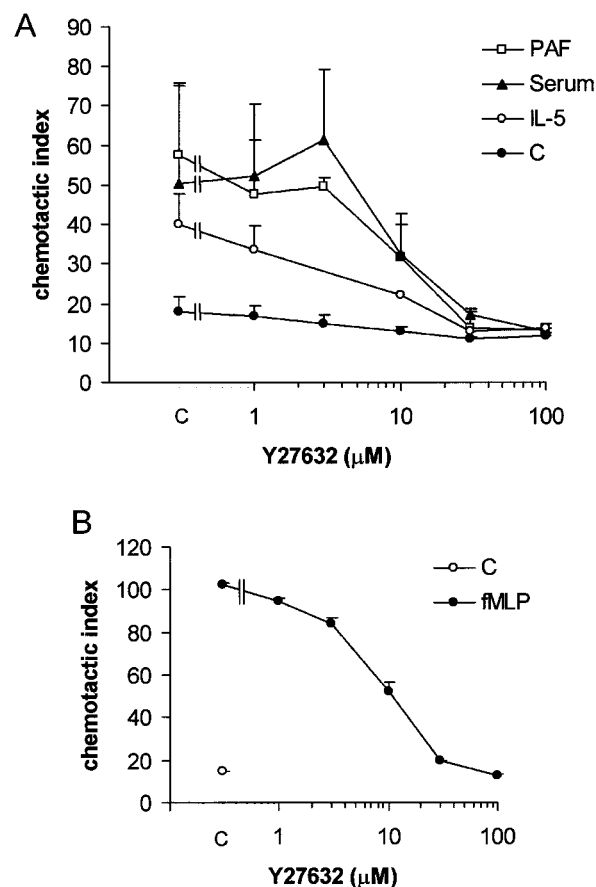 A
90
80
70
60
50
40
30
20
10
0
chemotactic index
PAF
Serum
IL-5
C
C 1 10 100
Y27632 (μM)
B
120
100
80
60
40
20
0
chemotactic index
C
fMLP
C 1 10 100
Y27632 (μM)